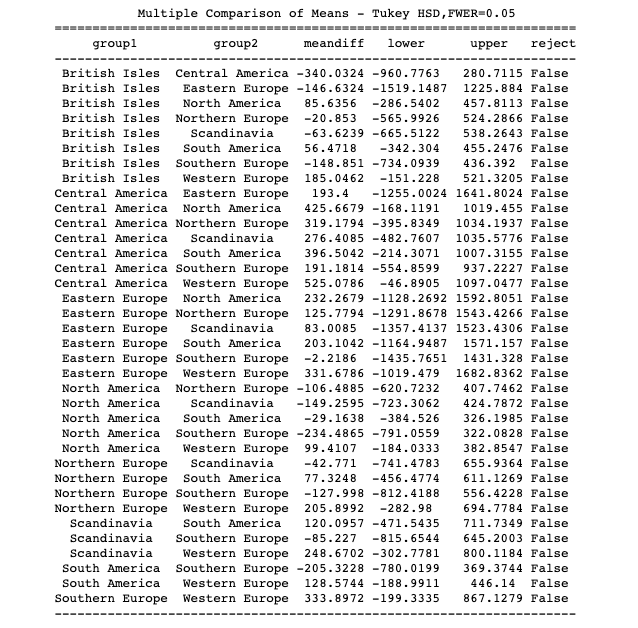 Multiple Comparison of Means - Tukey HSD,FWER=0.05
group1 group2 meandiff lower upper reject
British Isles Central America -340.0324 -960.7763 280.7115 False
British Isles Eastern Europe -146.6324 -1519.1487 1225.884 False
British Isles North America 85.6356 -286.5402 457.8113 False
British Isles Northern Europe -20.853 -565.9926 524.2866 False
British Isles Scandinavia -63.6239 -665.5122 538.2643 False
British Isles South America 56.4718 -342.304 455.2476 False
British Isles Southern Europe -148.851 -734.0939 436.392 False
British Isles Western Europe 185.0462 -151.228 521.3205 False
Central America Eastern Europe 193.4 -1255.0024 1641.8024 False
Central America North America 425.6679 -168.1191 1019.455 False
Central America Northern Europe 319.1794 -395.8349 1034.1937 False
Central America Scandinavia 276.4085 -482.7607 1035.5776 False
Central America South America 396.5042 -214.3071 1007.3155 False
Central America Southern Europe 191.1814 -554.8599 937.2227 False
Central America Western Europe 525.0786 -46.8905 1097.0477 False
Eastern Europe North America 232.2679 -1128.2692 1592.8051 False
Eastern Europe Northern Europe 125.7794 -1291.8678 1543.4266 False
Eastern Europe Scandinavia 83.0085 -1357.4137 1523.4306 False
Eastern Europe South America 203.1042 -1164.9487 1571.157 False
Eastern Europe Southern Europe -2.2186 -1435.7651 1431.328 False
Eastern Europe Western Europe 331.6786 -1019.479 1682.8362 False
North America Northern Europe -106.4885 -620.7232 407.7462 False
North America Scandinavia -149.2595 -723.3062 424.7872 False
North America South America -29.1638 -384.526 326.1985 False
North America Southern Europe -234.4865 -791.0559 322.0828 False
North America Western Europe 99.4107 -184.0333 382.8547 False
Northern Europe Scandinavia -42.771 -741.4783 655.9364 False
Northern Europe South America 77.3248 -456.4774 611.1269 False
Northern Europe Southern Europe -127.998 -812.4188 556.4228 False
Northern Europe Western Europe 205.8992 -282.98 694.7784 False
Scandinavia South America 120.0957 -471.5435 711.7349 False
Scandinavia Southern Europe -85.227 -815.6544 645.2003 False
Scandinavia Western Europe 248.6702 -302.7781 800.1184 False
South America Southern Europe -205.3228 -780.0199 369.3744 False
South America Western Europe 128.5744 -188.9911 446.14 False
Southern Europe Western Europe 333.8972 -199.3335 867.1279 False